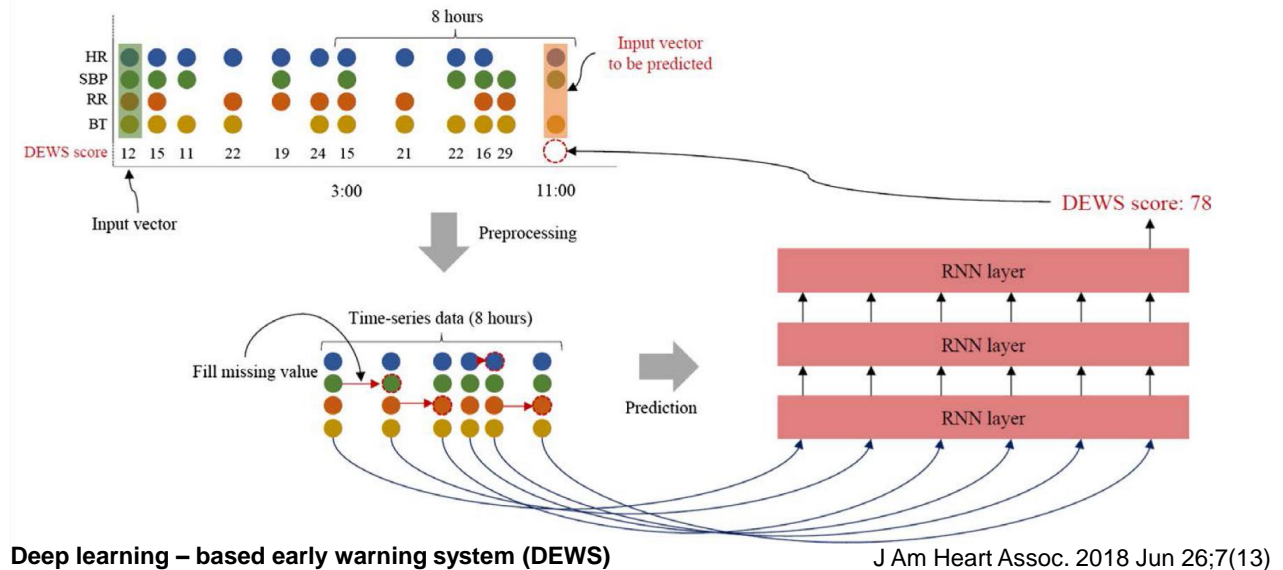 8 hours
HR
SBP
RR
BT
Input vector
to be predicted
DEWS score 12 15 11 22 19 24 15 21 22 16 29
3:00 11:00
Input vector
Preprocessing
DEWS score: 78
RNN layer
RNN layer
RNN layer
Time-series data (8 hours)
Fill missing value
Prediction
Deep learning – based early warning system (DEWS)
J Am Heart Assoc. 2018 Jun 26;7(13)